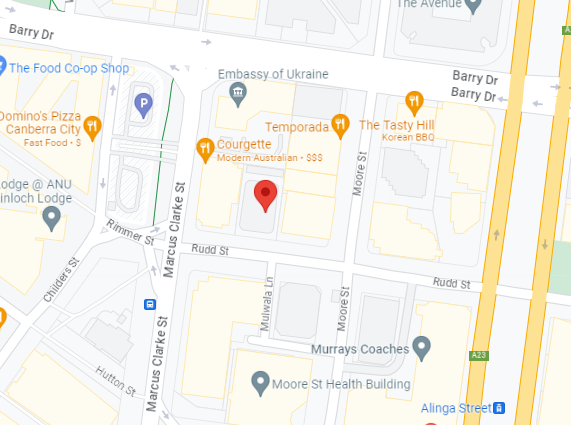 The Avenue
Barry Dr
A
The Food Co-op Shop
Embassy of Ukraine
Barry Dr
Barry Dr
P
Domino's Pizza
Canberra City
Fast Food • $
Temporada
The Tasty Hill
Korean BBQ
Courgette
Modern Australian • $$$
Moore St
Lodge @ ANU
inloch Lodge
Marcus Clarke St
Rimmer St
Rudd St
Childers St
Rudd St
Mulwala Ln
Moore St
Marcus Clarke St
Murrays Coaches
A23
Hutton St
Moore St Health Building
Alinga Street